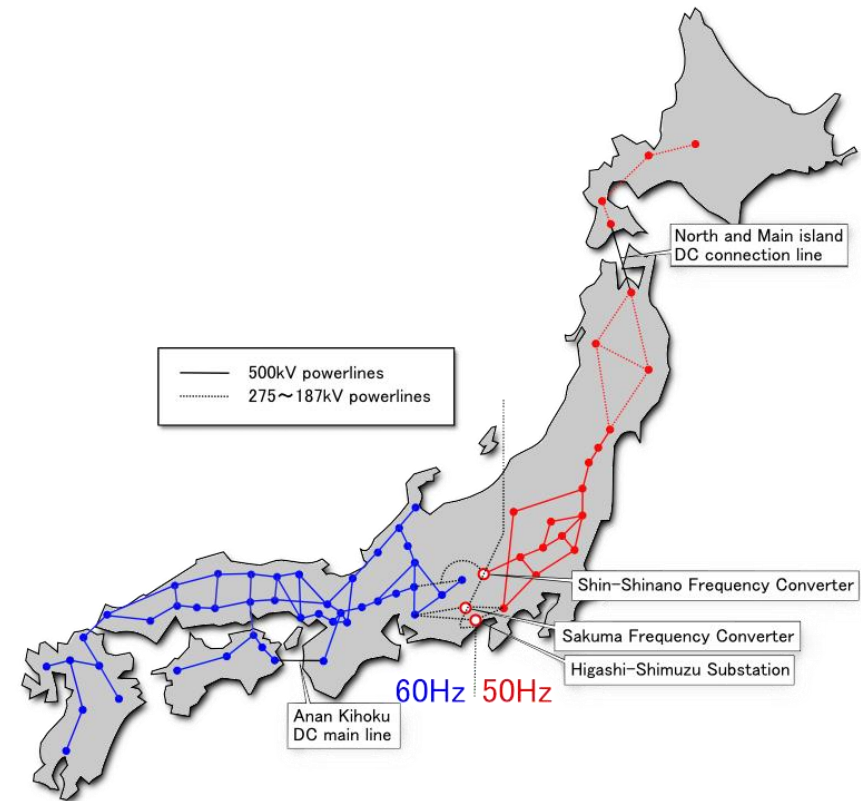 North and Main island
DC connection line
500kV powerlines
275～187kV powerlines
Shin-Shinano Frequency Converter
Sakuma Frequency Converter
Higashi-Shimuzu Substation
60Hz
50Hz
Anan Kihoku
DC main line